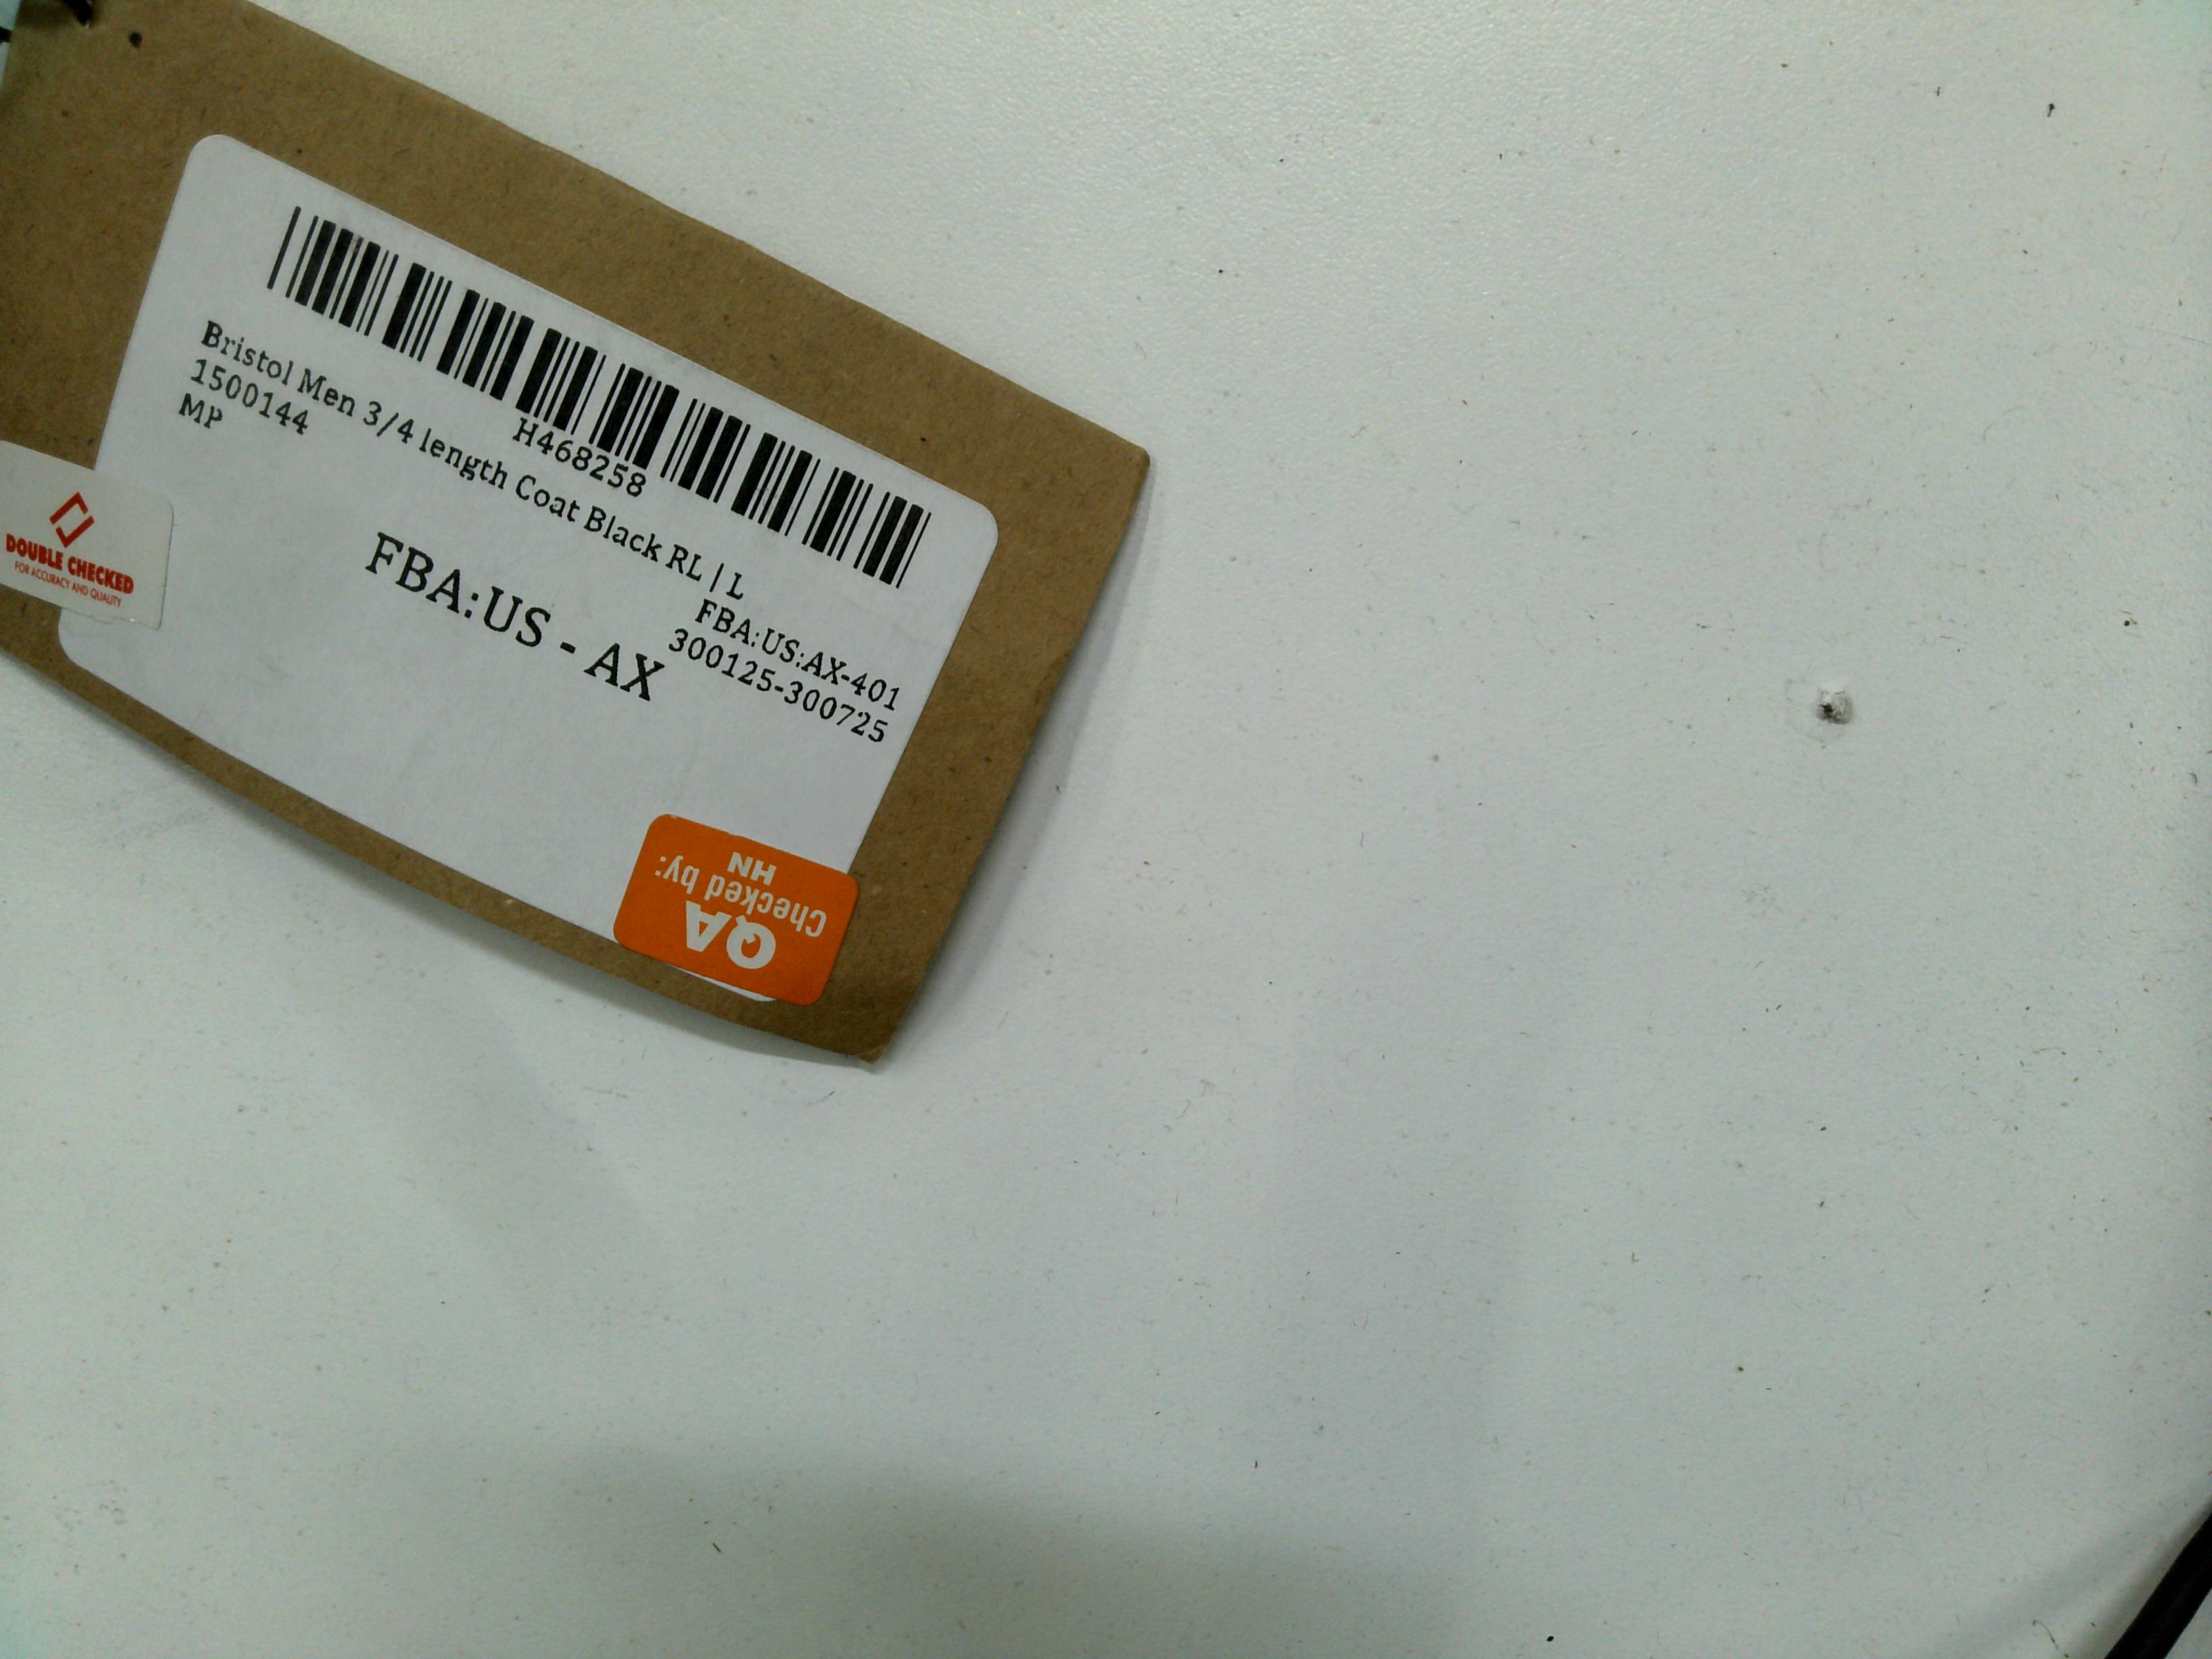 H468258
Bristol Men 3/4 length Coat Black RL | L
1500144
FBA:US:AX-401
MP
300125-300725
FBA:US - AX
DOUBLE CHECKED
FOR ACCURACY AND QUALITY
QA
Checked by:
HN